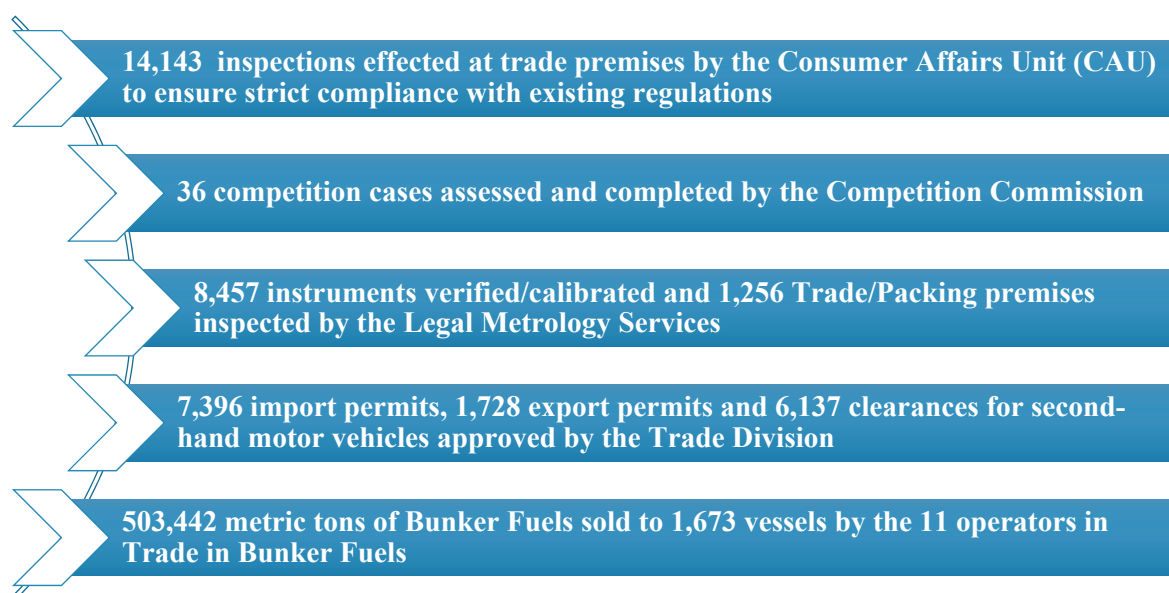 14,143 inspections effected at trade premises by the Consumer Affairs Unit (CAU)
to ensure strict compliance with existing regulations
36 competition cases assessed and completed by the Competition Commission
8,457 instruments verified/calibrated and 1,256 Trade/Packing premises
inspected by the Legal Metrology Services
7,396 import permits, 1,728 export permits and 6,137 clearances for second-
hand motor vehicles approved by the Trade Division
503,442 metric tons of Bunker Fuels sold to 1,673 vessels by the 11 operators in
Trade in Bunker Fuels